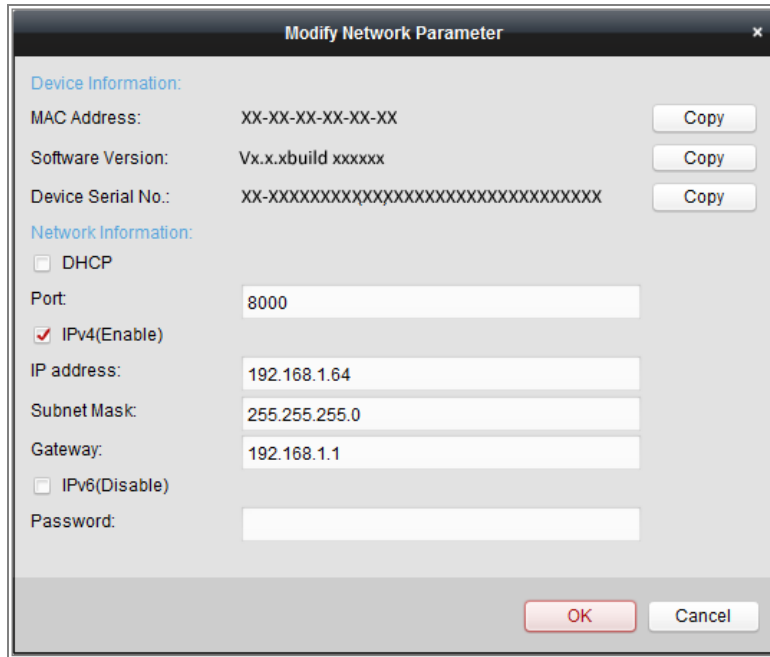 Modify Network Parameter ×
Device Information:
MAC Address: XX-XX-XX-XX-XX-XX Copy
Software Version: Vx.x.xbuild xxxxxx Copy
Device Serial No.: XX-XXXXXXXXXXXXXXXXXXXXXXXXXXXXXXXXX Copy
Network Information:
DHCP
Port: 8000
IPv4(Enable)
IP address: 192.168.1.64
Subnet Mask: 255.255.255.0
Gateway: 192.168.1.1
IPv6(Disable)
Password:
OK Cancel